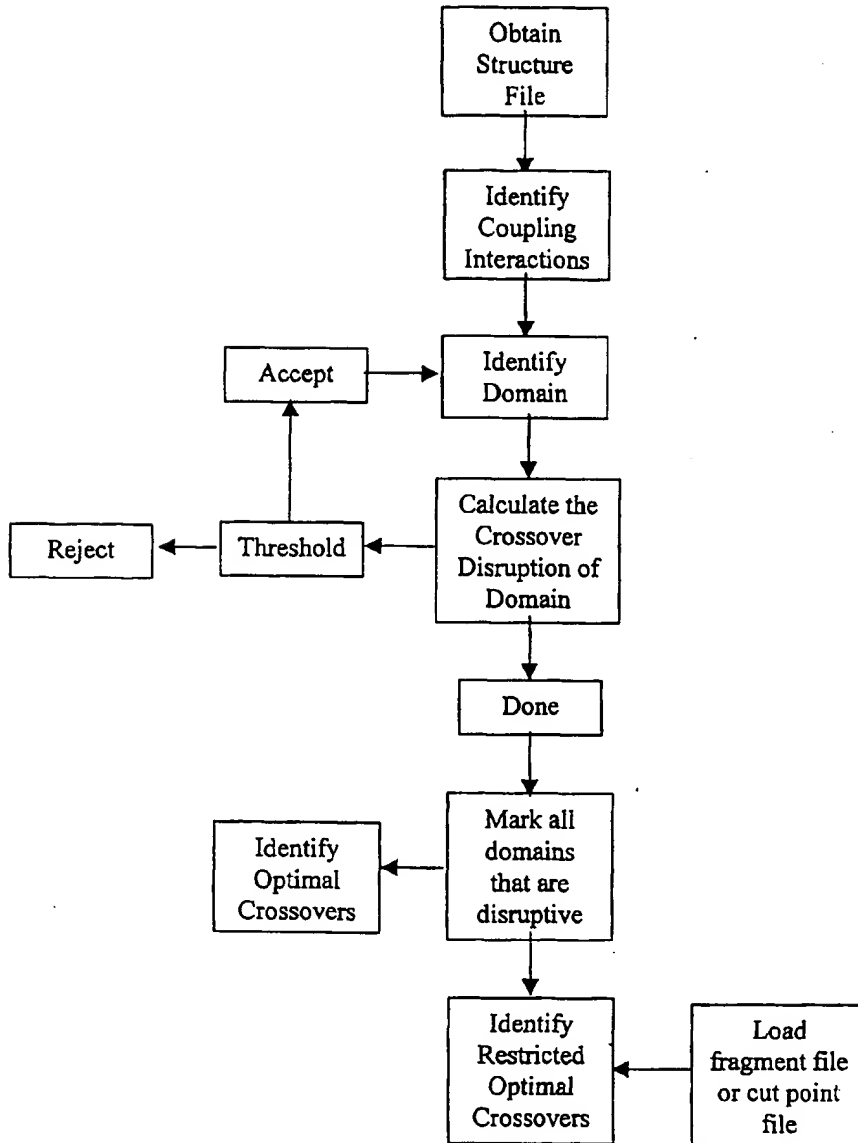 Obtain
Structure
File
Identify
Coupling
Interactions
Accept
Identify
Domain
Reject
Threshold
Calculate the
Crossover
Disruption of
Domain
Done
Identify
Optimal
Crossovers
Mark all
domains
that are
disruptive
Identify
Restricted
Optimal
Crossovers
Load
fragment file
or cut point
file